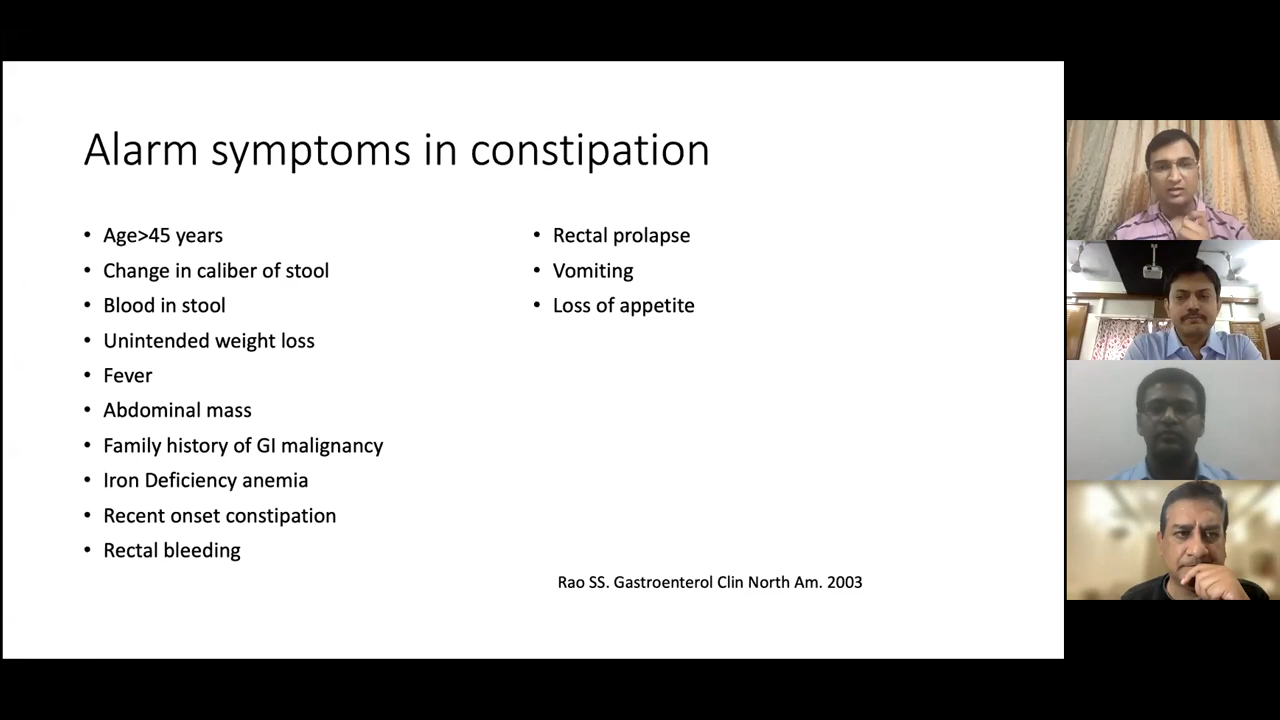 Alarm symptoms in constipation
• Age>45 years
• Change in caliber of stool
• Blood in stool
• Unintended weight loss
• Fever
• Abdominal mass
• Family history of GI malignancy
• Iron Deficiency anemia
• Recent onset constipation
• Rectal bleeding
• Rectal prolapse
• Vomiting
• Loss of appetite
Rao SS. Gastroenterol Clin North Am. 2003